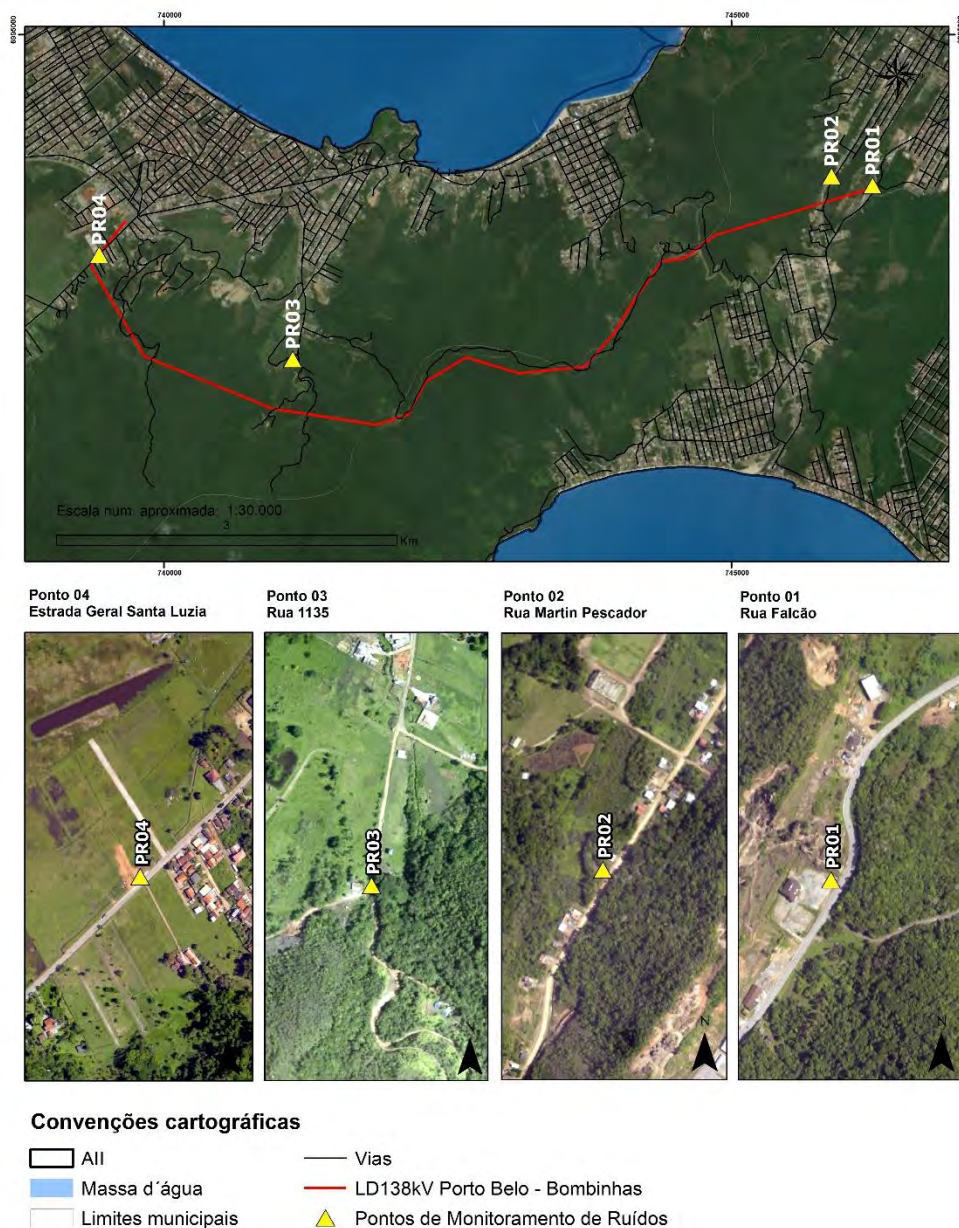 740000
745000
PR04
PR03
PR02
PR01
Escala num. aproximada: 1:30.000
3
Km
740000
745000
Ponto 04
Estrada Geral Santa Luzia
Ponto 03
Rua 1135
Ponto 02
Rua Martin Pescador
Ponto 01
Rua Falcão
PR04
PR03
PR02
PR01
N
N
N
Convenções cartográficas
AII
Massa d´água
Limites municipais
Vias
LD138kV Porto Belo - Bombinhas
Pontos de Monitoramento de Ruídos